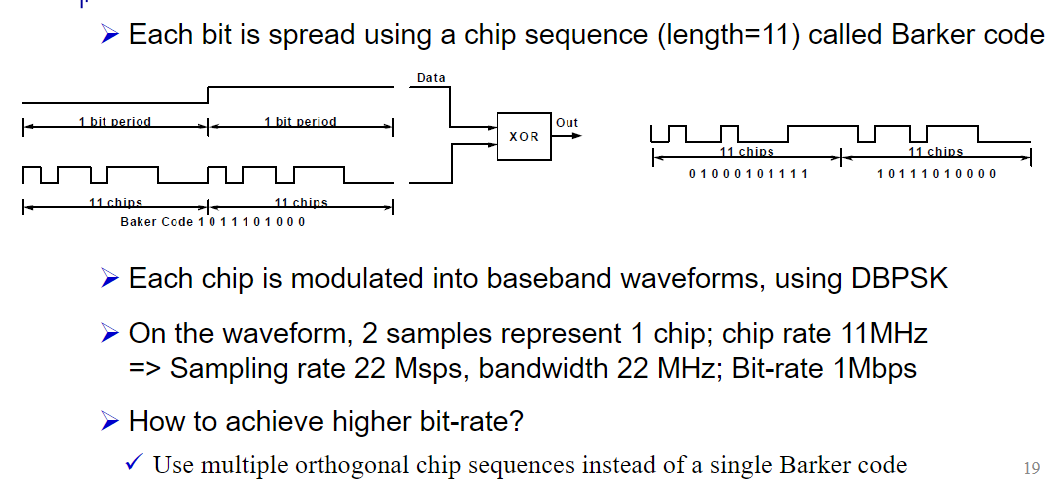 Each bit is spread using a chip sequence (length=11) called Barker code
Data
1 bit period 1 bit period
XOR
Out
11 chips 11 chips
0 1 0 0 0 1 0 1 1 1 1 1 0 1 1 1 0 1 0 0 0 0
11 chips 11 chips
Baker Code 1 0 1 1 1 0 1 0 0 0
Each chip is modulated into baseband waveforms, using DBPSK
On the waveform, 2 samples represent 1 chip; chip rate 11MHz
=> Sampling rate 22 Msps, bandwidth 22 MHz; Bit-rate 1Mbps
How to achieve higher bit-rate?
Use multiple orthogonal chip sequences instead of a single Barker code
19